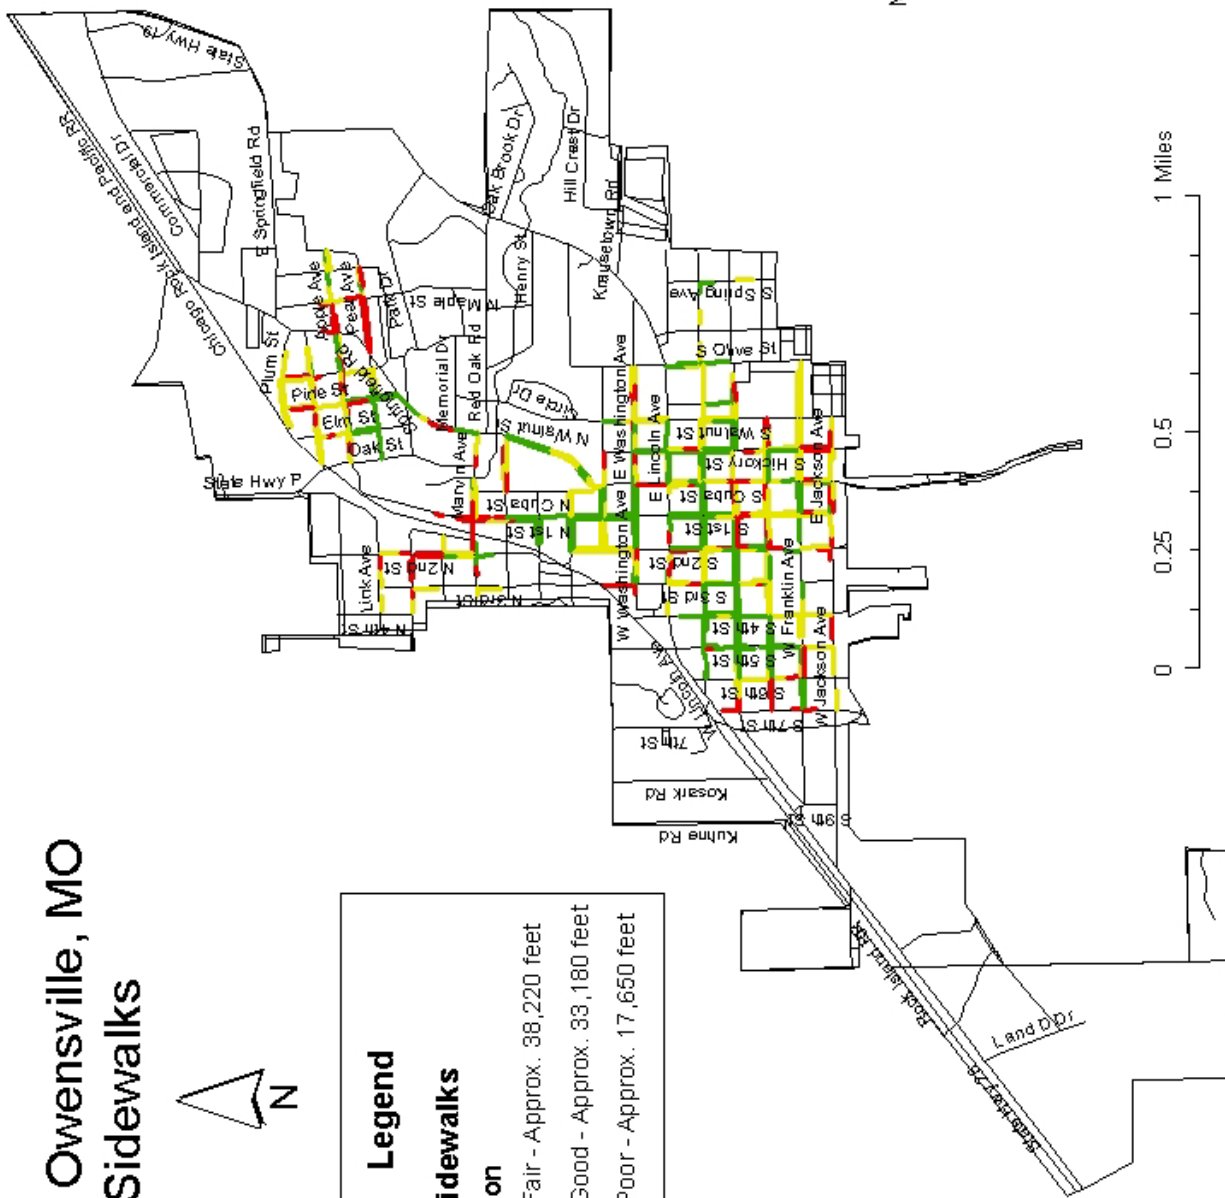 Owensville, MO
Sidewalks
N
Legend
idewalks
on
Fair - Approx. 38,220 feet
Good - Approx. 33,180 feet
Poor - Approx. 17,650 feet
State Hwy 19
Chicago Rock Island and Pacific RR
Commercial Dr
E Springfield Rd
Plum St
Apple Ave
Peach Ave
Palm Dr
Pine St
Elm St
Oak St
Springfield Rd
N Maple St
State Hwy P
Memorial Dr
Red Oak Rd
Marvin Ave
Henry St
Oak Brook Dr
Hill Crest Dr
Krausetown Rd
Circle Dr
N Walnut St
N Cuba St
N 1st St
N 2nd St
N 3rd St
N 4th St
Link Ave
W Washington Ave
E Washington Ave
E Lincoln Ave
W Lincoln Ave
S Spring Ave
S Olive St
S Walnut St
S Hickory St
S Cuba St
S 1st St
S 2nd St
S 3rd St
S 4th St
S 5th St
S 6th St
S 7th St
W Franklin Ave
E Jackson Ave
W Jackson Ave
7th St
Kosark Rd
Kuhne Rd
S 9th St
Rock Island RR
State Hwy 28
Land D Dr
0
0.25
0.5
1 Miles